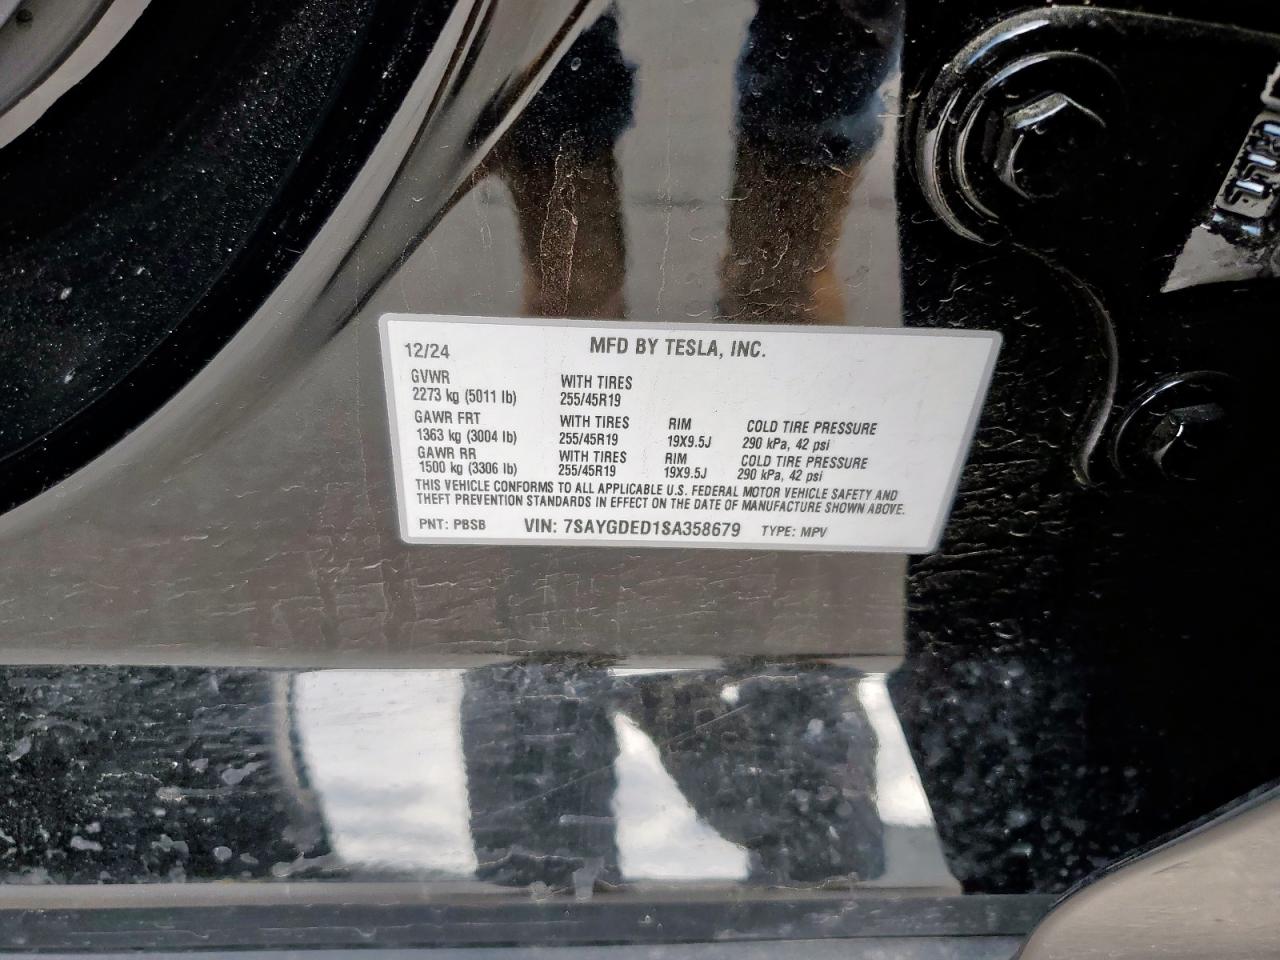 12/24 MFD BY TESLA, INC.
GVWR WITH TIRES
2273 kg (5011 lb) 255/45R19
GAWR FRT WITH TIRES RIM COLD TIRE PRESSURE
1363 kg (3004 lb) 255/45R19 19X9.5J 290 kPa, 42 psi
GAWR RR WITH TIRES RIM COLD TIRE PRESSURE
1500 kg (3306 lb) 255/45R19 19X9.5J 290 kPa, 42 psi
THIS VEHICLE CONFORMS TO ALL APPLICABLE U.S. FEDERAL MOTOR VEHICLE SAFETY AND
THEFT PREVENTION STANDARDS IN EFFECT ON THE DATE OF MANUFACTURE SHOWN ABOVE.
PNT: PBSB VIN: 7SAYGDED1SA358679 TYPE: MPV